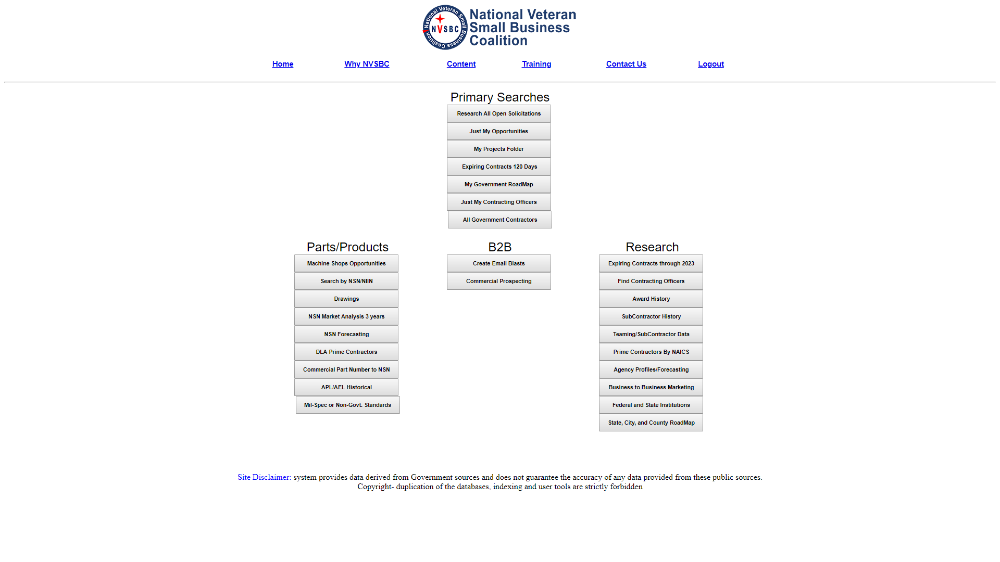 National Veteran Small Business Coalition
NVSBC
National Veteran
Small Business
Coalition
Home Why NVSBC Content Training Contact Us Logout
Primary Searches
Research All Open Solicitations
Just My Opportunities
My Projects Folder
Expiring Contracts 120 Days
My Government RoadMap
Just My Contracting Officers
All Government Contractors
Parts/Products
Machine Shops Opportunities
Search by NSN/NIIN
Drawings
NSN Market Analysis 3 years
NSN Forecasting
DLA Prime Contractors
Commercial Part Number to NSN
APL/AEL Historical
Mil-Spec or Non-Govt. Standards
B2B
Create Email Blasts
Commercial Prospecting
Research
Expiring Contracts through 2023
Find Contracting Officers
Award History
SubContractor History
Teaming/SubContractor Data
Prime Contractors By NAICS
Agency Profiles/Forecasting
Business to Business Marketing
Federal and State Institutions
State, City, and County RoadMap
Site Disclaimer: system provides data derived from Government sources and does not guarantee the accuracy of any data provided from these public sources.
Copyright- duplication of the databases, indexing and user tools are strictly forbidden